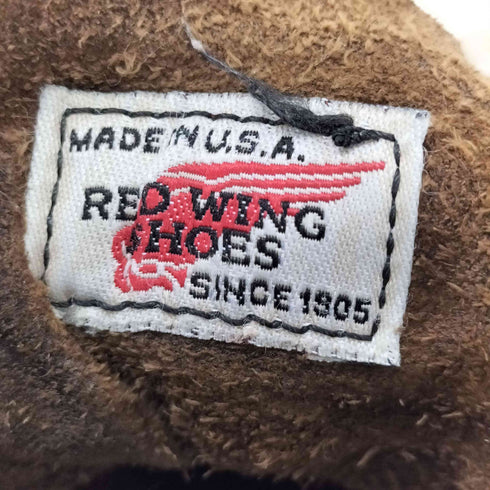 MADE IN U.S.A.
RED WING
SHOES
SINCE 1905